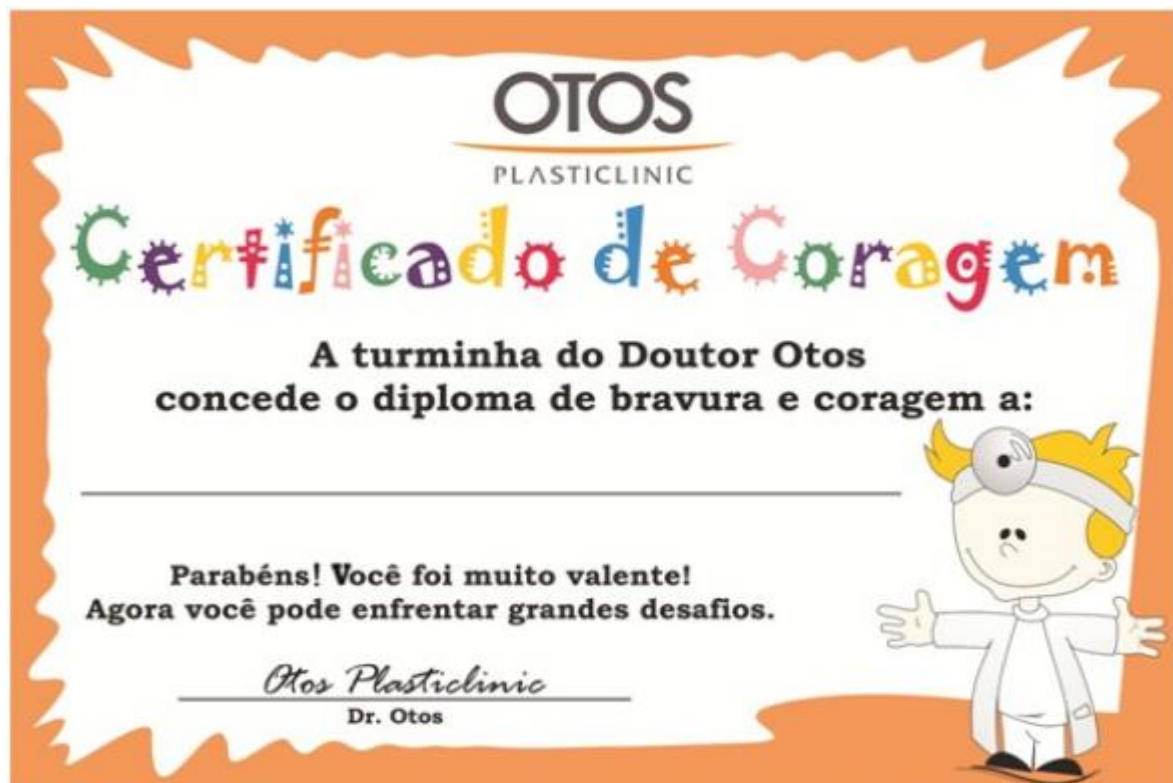 OTOS
PLASTICLINIC
Certificado de Coragem
A turminha do Doutor Otos
concede o diploma de bravura e coragem a:
Parabéns! Você foi muito valente!
Agora você pode enfrentar grandes desafios.
Otos Plasticlinic
Dr. Otos